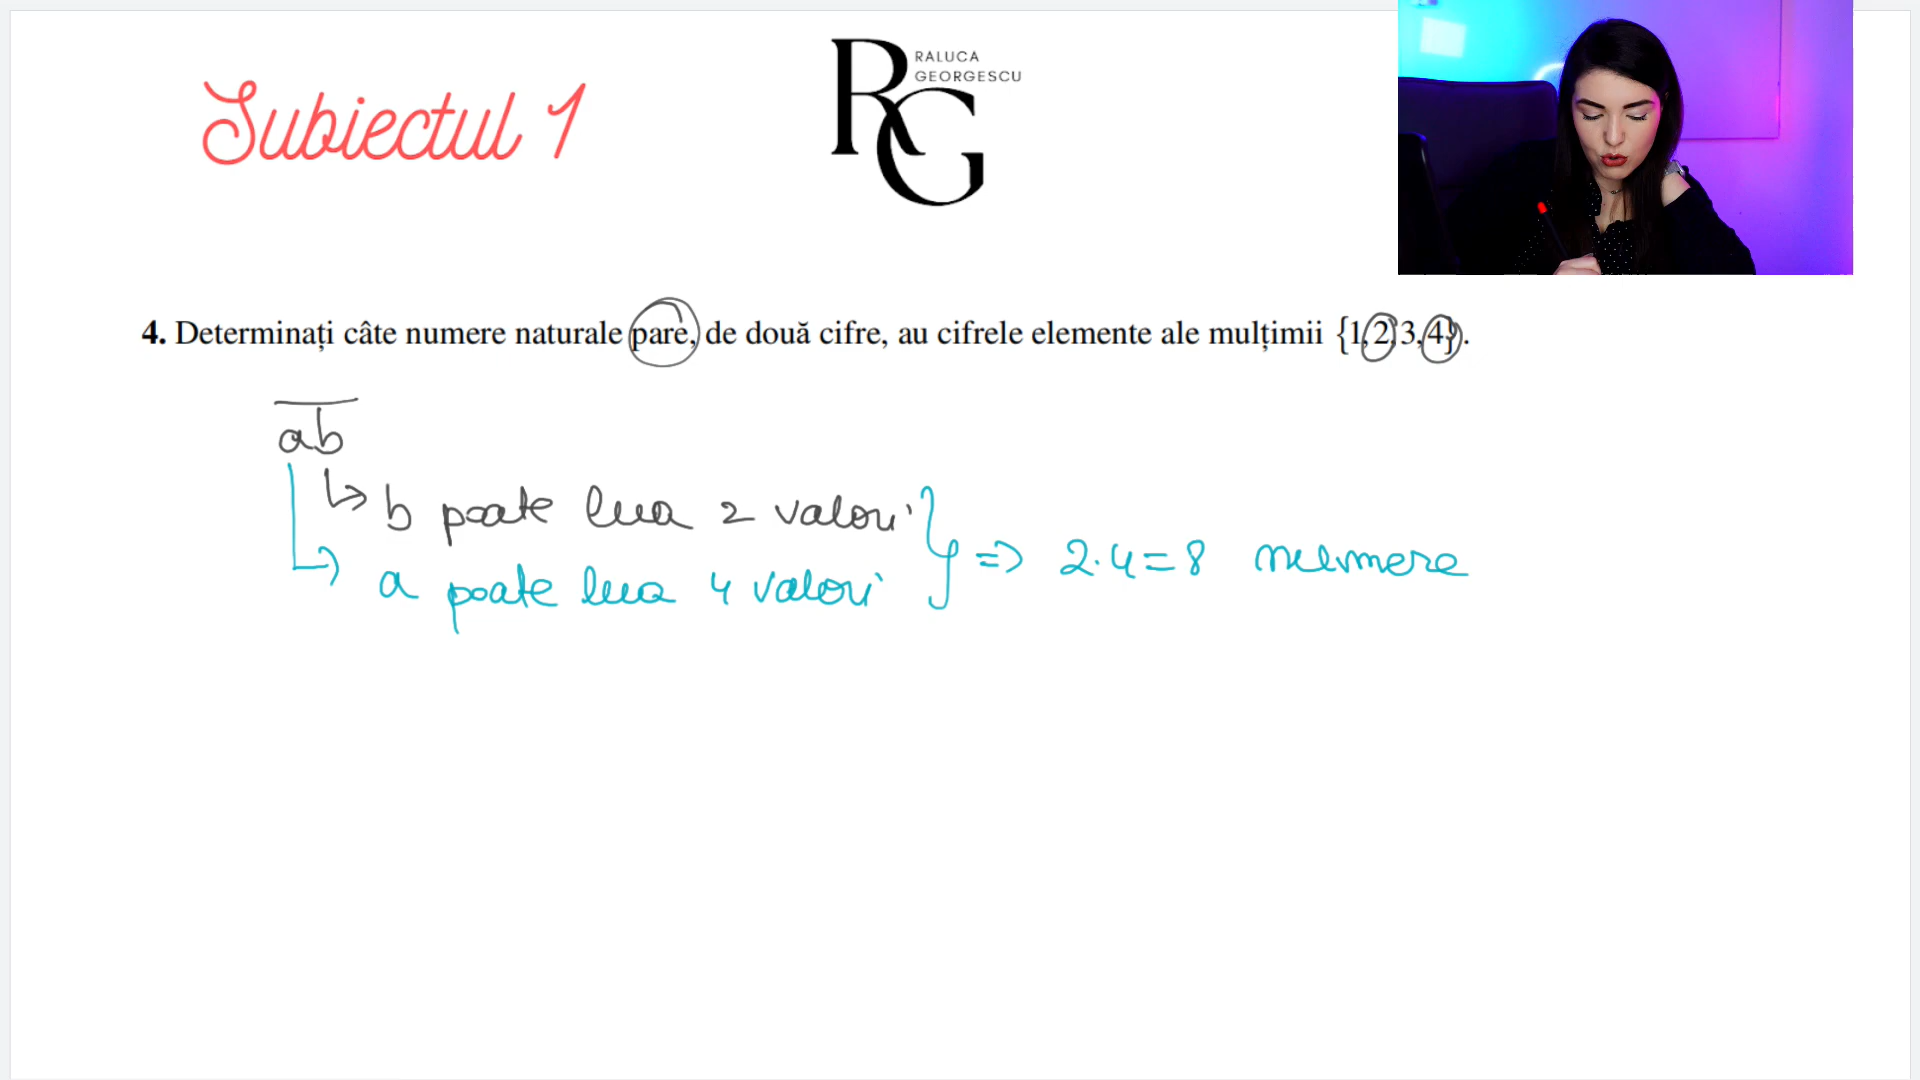 Subiectul 1
RG
RALUCA
GEORGESCU
4. Determinați câte numere naturale pare, de două cifre, au cifrele elemente ale mulțimii {1,2,3,4}.
ab
b poate lua 2 valori
a poate lua 4 valori
=> 2·4=8 numere